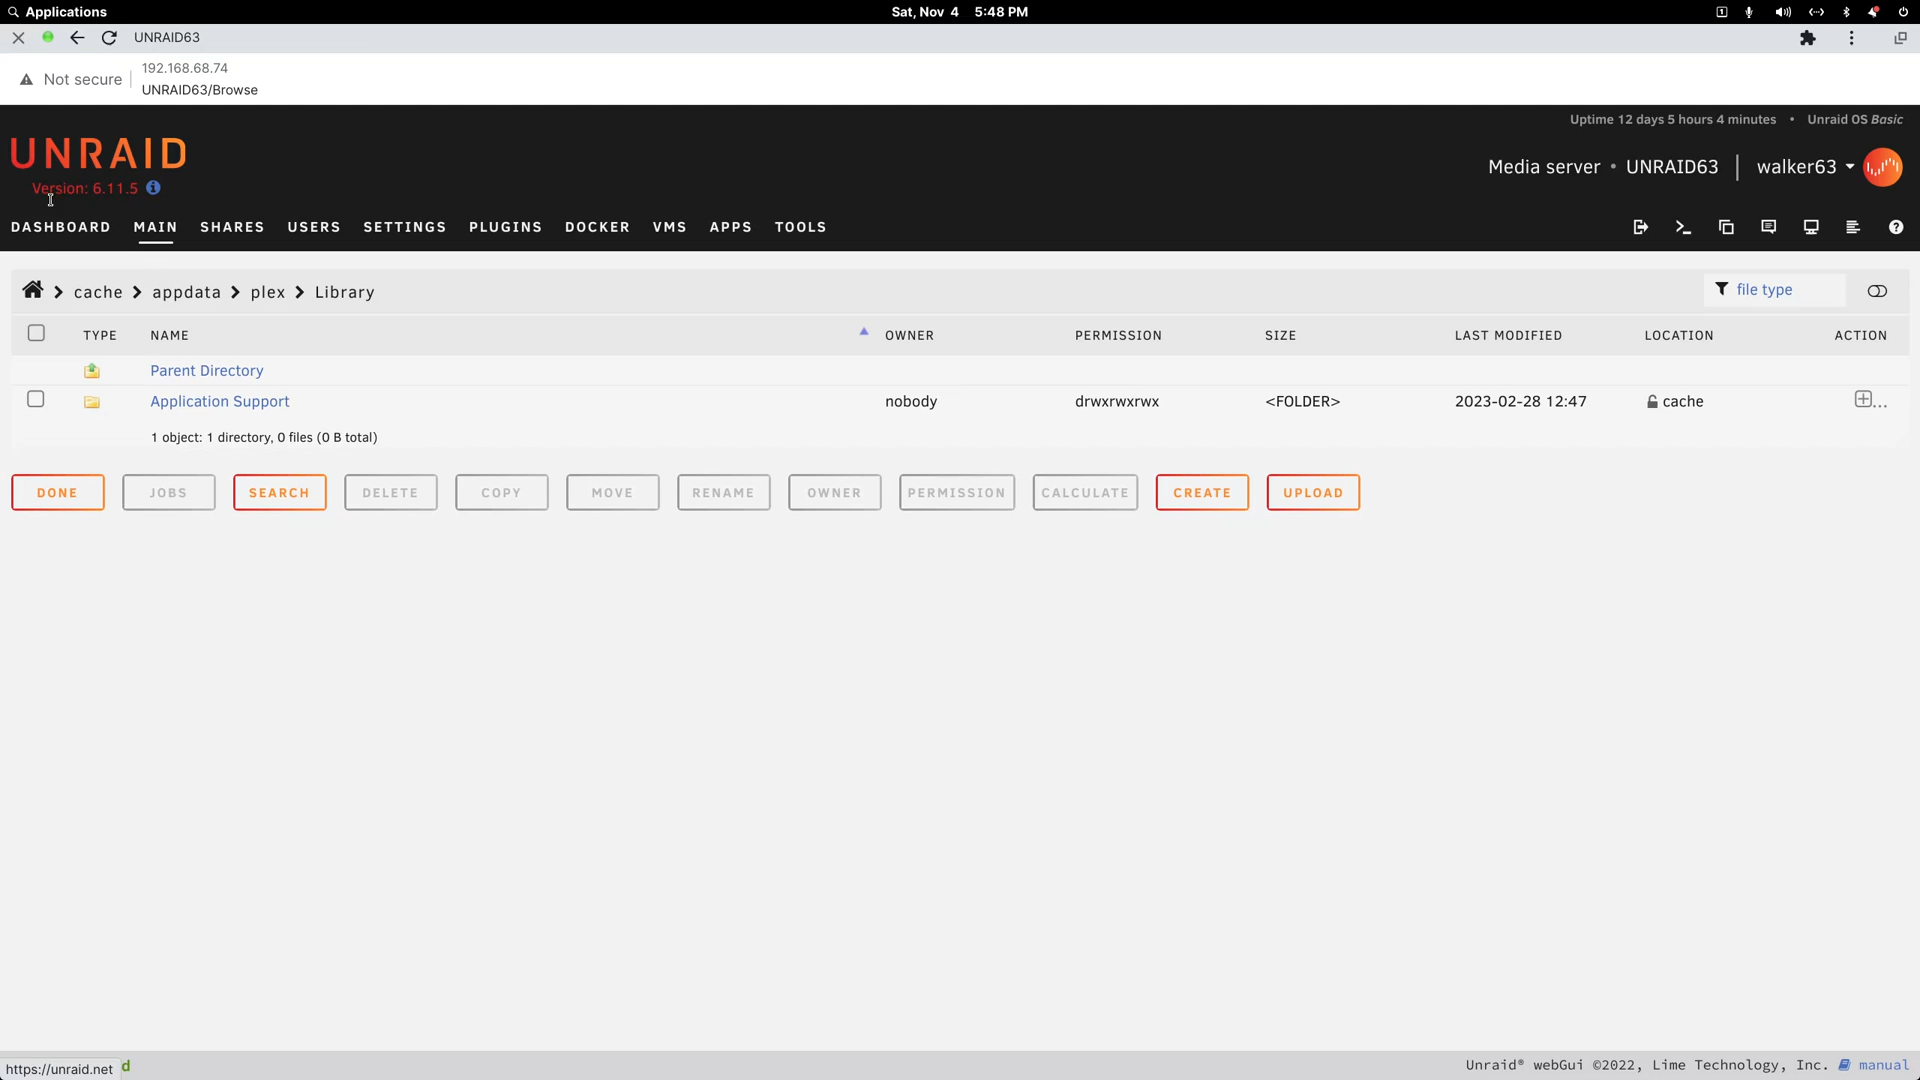 Applications
Sat, Nov 4 5:48 PM
UNRAID63
Not secure
192.168.68.74
UNRAID63/Browse
Uptime 12 days 5 hours 4 minutes • Unraid OS Basic
UNRAID
Version: 6.11.5
Media server • UNRAID63 | walker63
DASHBOARD MAIN SHARES USERS SETTINGS PLUGINS DOCKER VMS APPS TOOLS
cache appdata plex Library
file type
TYPE NAME OWNER PERMISSION SIZE LAST MODIFIED LOCATION ACTION
Parent Directory
Application Support nobody drwxrwxrwx <FOLDER> 2023-02-28 12:47 cache ...
1 object: 1 directory, 0 files (0 B total)
DONE JOBS SEARCH DELETE COPY MOVE RENAME OWNER PERMISSION CALCULATE CREATE UPLOAD
https://unraid.net d
Unraid® webGui ©2022, Lime Technology, Inc. manual